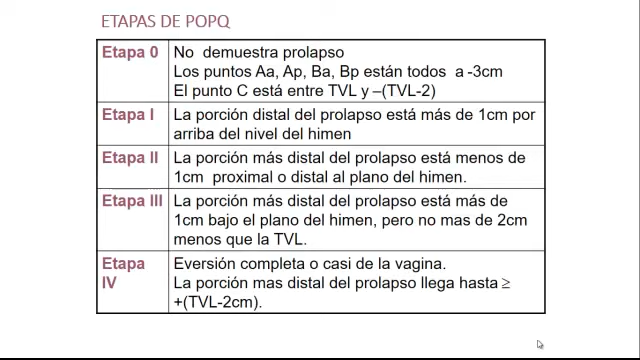 ETAPAS DE POPQ
Etapa 0
No demuestra prolapso
Los puntos Aa, Ap, Ba, Bp están todos a -3cm
El punto C está entre TVL y –(TVL-2)
Etapa I
La porción distal del prolapso está más de 1cm por
arriba del nivel del himen
Etapa II
La porción más distal del prolapso está menos de
1cm proximal o distal al plano del himen.
Etapa III
La porción más distal del prolapso está más de
1cm bajo el plano del himen, pero no mas de 2cm
menos que la TVL.
Etapa
IV
Eversión completa o casi de la vagina.
La porción mas distal del prolapso llega hasta ≥
+(TVL-2cm).